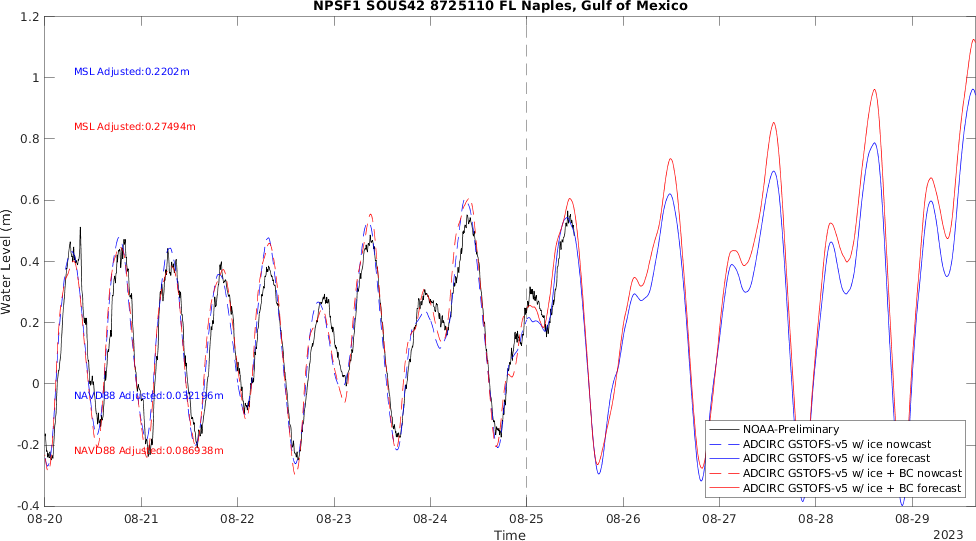 NPSF1 SOUS42 8725110 FL Naples, Gulf of Mexico
1.2
1
0.8
0.6
0.4
0.2
0
-0.2
-0.4
Water Level (m)
MSL Adjusted:0.2202m
MSL Adjusted:0.27494m
NAVD88 Adjusted:0.032196m
NAVD88 Adjusted:0.086938m
NOAA-Preliminary
ADCIRC GSTOFS-v5 w/ ice nowcast
ADCIRC GSTOFS-v5 w/ ice forecast
ADCIRC GSTOFS-v5 w/ ice + BC nowcast
ADCIRC GSTOFS-v5 w/ ice + BC forecast
08-20 08-21 08-22 08-23 08-24 08-25 08-26 08-27 08-28 08-29
Time
2023